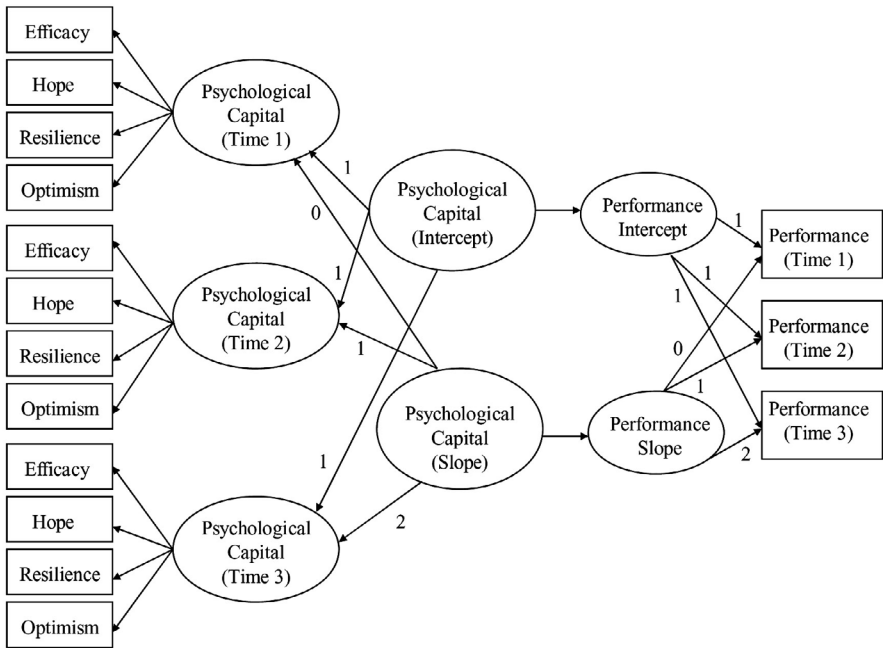 Efficacy
Hope
Resilience
Optimism
Psychological
Capital
(Time 1)
Efficacy
Hope
Resilience
Optimism
Psychological
Capital
(Time 2)
Efficacy
Hope
Resilience
Optimism
Psychological
Capital
(Time 3)
1
0
1
1
1
2
Psychological
Capital
(Intercept)
Psychological
Capital
(Slope)
Performance
Intercept
Performance
Slope
1
1
1
0
1
2
Performance
(Time 1)
Performance
(Time 2)
Performance
(Time 3)